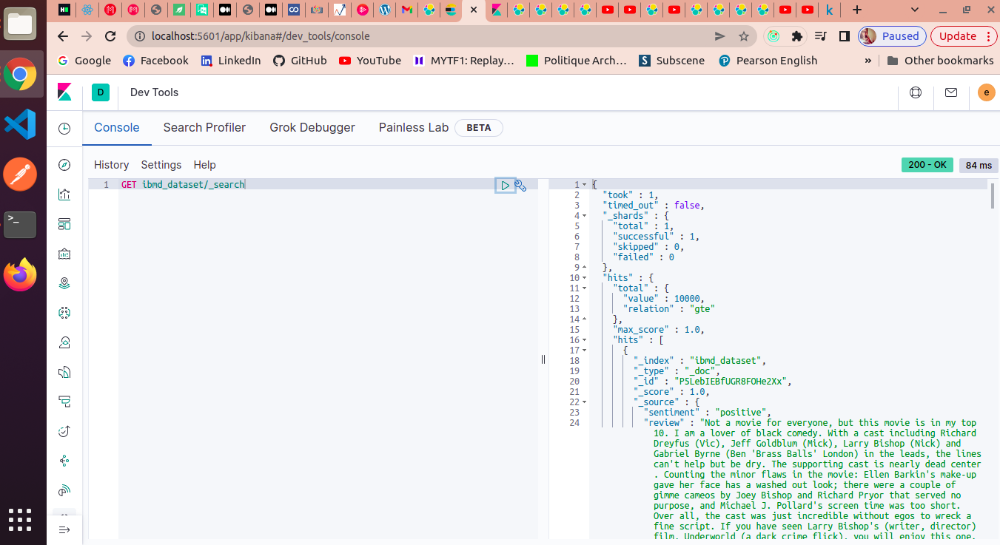 localhost:5601/app/kibana#/dev_tools/console
Paused
Update
Google
Facebook
LinkedIn
GitHub
YouTube
MYTF1: Replay,...
Politique Arch...
Subscene
Pearson English
»
Other bookmarks
D
Dev Tools
e
Console
Search Profiler
Grok Debugger
Painless Lab
BETA
History
Settings
Help
200 - OK
84 ms
1 GET ibmd_dataset/_search
1 {
2 "took" : 1,
3 "timed_out" : false,
4 "_shards" : {
5 "total" : 1,
6 "successful" : 1,
7 "skipped" : 0,
8 "failed" : 0
9 },
10 "hits" : {
11 "total" : {
12 "value" : 10000,
13 "relation" : "gte"
14 },
15 "max_score" : 1.0,
16 "hits" : [
17 {
18 "_index" : "ibmd_dataset",
19 "_type" : "_doc",
20 "_id" : "P5LebIEBfUGR8FOHe2Xx",
21 "_score" : 1.0,
22 "_source" : {
23 "sentiment" : "positive",
24 "review" : "Not a movie for everyone, but this movie is in my top
10. I am a lover of black comedy. With a cast including Richard
Dreyfus (Vic), Jeff Goldblum (Mick), Larry Bishop (Nick) and
Gabriel Byrne (Ben 'Brass Balls' London) in the leads, the lines
can't help but be dry. The supporting cast is nearly dead center
. Counting the minor flaws in the movie: Ellen Barkin's make-up
gave her face has a washed out look; there were a couple of
gimme cameos by Joey Bishop and Richard Pryor that served no
purpose, and Michael J. Pollard's screen time was too short.
Over all, the cast was just incredible without egos to wreck a
fine script. If you have seen Larry Bishop's (writer, director)
film, Underworld (a dark crime flick), you will enjoy this one.